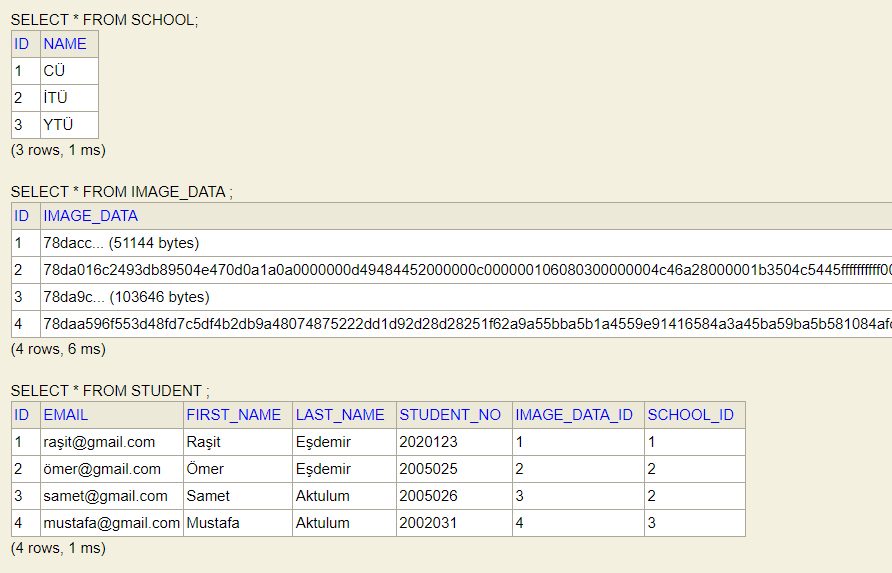 SELECT * FROM SCHOOL;
ID NAME
1 CÜ
2 İTÜ
3 YTÜ
(3 rows, 1 ms)
SELECT * FROM IMAGE_DATA ;
ID IMAGE_DATA
1 78dacc... (51144 bytes)
2 78da016c2493db89504e470d0a1a0a0000000d49484452000000c0000000106080300000004c46a28000001b3504c5445ffffffffff00
3 78da9c... (103646 bytes)
4 78daa596f553d48fd7c5df4b2db9a48074875222dd1d92d28d28251f62a9a55bba5b1a4559e91416584a3a45ba59ba5b581084afc
(4 rows, 6 ms)
SELECT * FROM STUDENT ;
ID EMAIL FIRST_NAME LAST_NAME STUDENT_NO IMAGE_DATA_ID SCHOOL_ID
1 raşit@gmail.com Raşit Eşdemir 2020123 1 1
2 ömer@gmail.com Ömer Eşdemir 2005025 2 2
3 samet@gmail.com Samet Aktulum 2005026 3 2
4 mustafa@gmail.com Mustafa Aktulum 2002031 4 3
(4 rows, 1 ms)